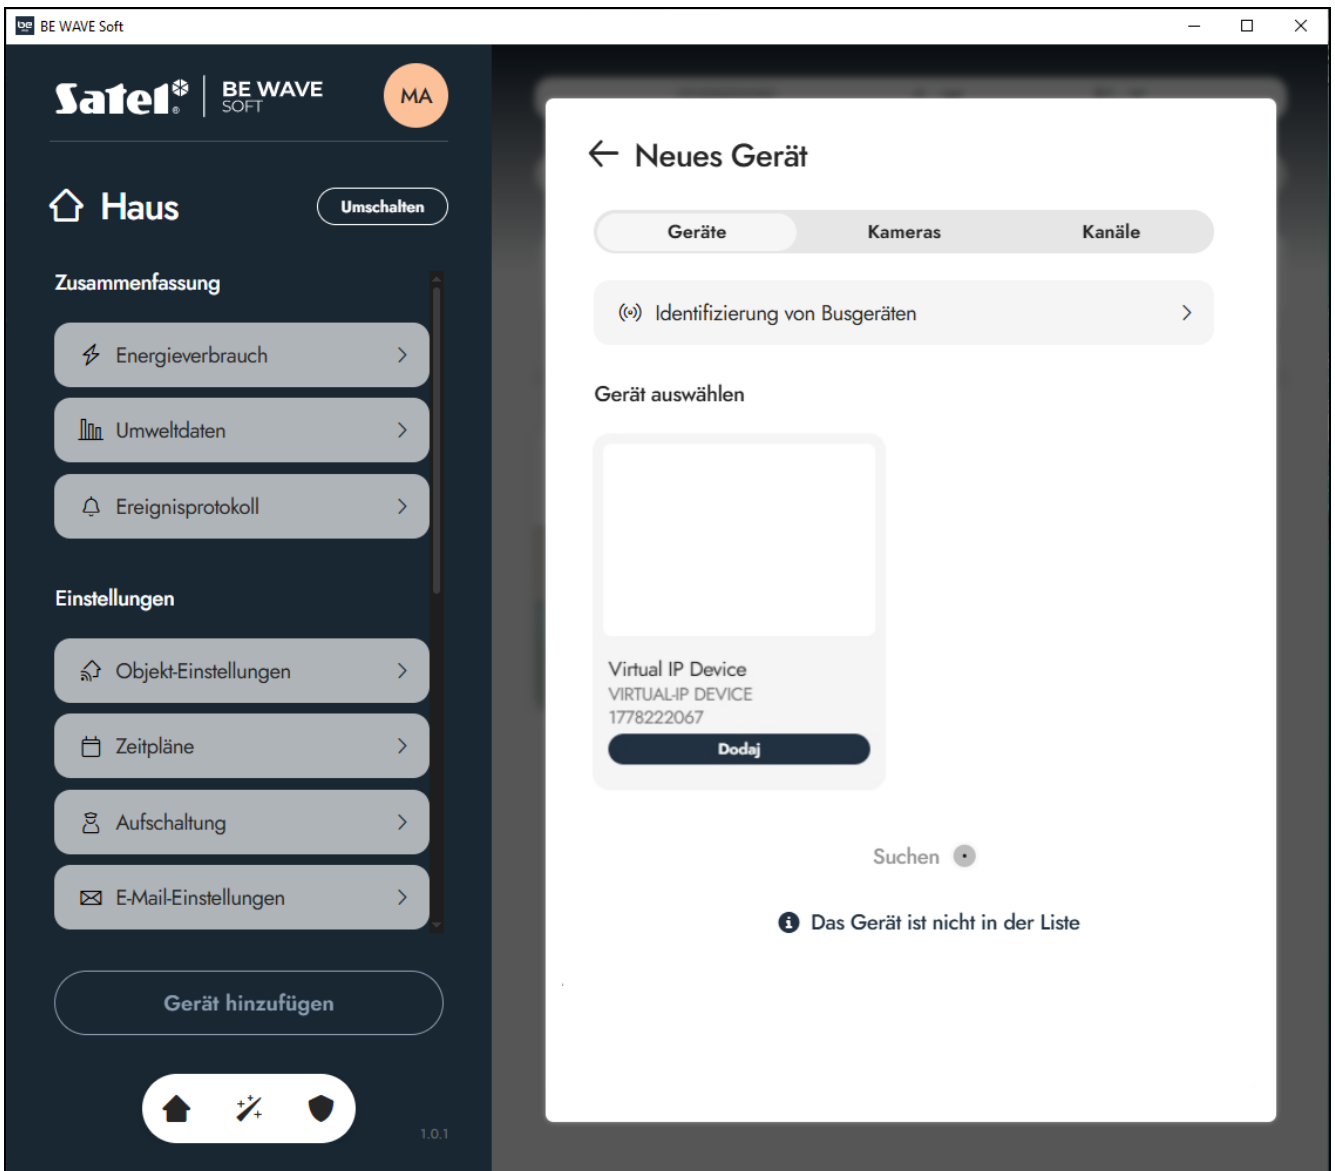 BE WAVE Soft
Satel
BE WAVE
SOFT
MA
Haus
Umschalten
Zusammenfassung
Energieverbrauch
Umweltdaten
Ereignisprotokoll
Einstellungen
Objekt-Einstellungen
Zeitpläne
Aufschaltung
E-Mail-Einstellungen
Gerät hinzufügen
1.0.1
Neues Gerät
Geräte Kameras Kanäle
Identifizierung von Busgeräten
Gerät auswählen
Virtual IP Device
VIRTUAL-IP DEVICE
1778222067
Dodaj
Suchen
Das Gerät ist nicht in der Liste